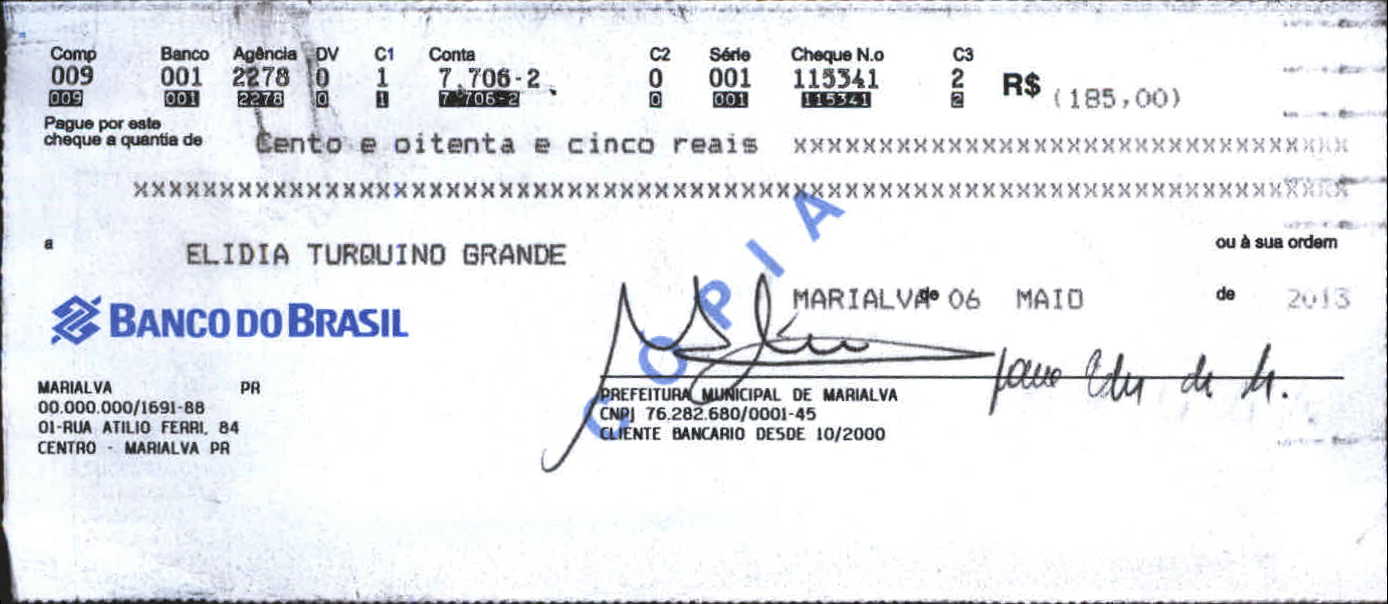 Comp Banco Agência DV C1 Conta C2 Série Cheque N.o C3
009 001 2278 0 1 7.706-2 0 001 115341 2 R$ (185,00)
009 001 2278 0 1 7.706-2 0 001 115341 2
Pague por este
cheque a quantia de Cento e oitenta e cinco reais xxxxxxxxxxxxxxxxxxxxxxxxxxxxxxxx
xxxxxxxxxxxxxxxxxxxxxxxxxxxxxxxxxxxxxxxxxxxxxxxxxxxxxxxxxxxxxxxxxxxxx
a ELIDIA TURQUINO GRANDE ou à sua ordem
MARIALVA de 06 MAIO de 2013
BANCO DO BRASIL
COPIA
MARIALVA PR
00.000.000/1691-88
01-RUA ATILIO FERRI, 84
CENTRO - MARIALVA PR
PREFEITURA MUNICIPAL DE MARIALVA
CNPJ 76.282.680/0001-45
CLIENTE BANCARIO DESDE 10/2000